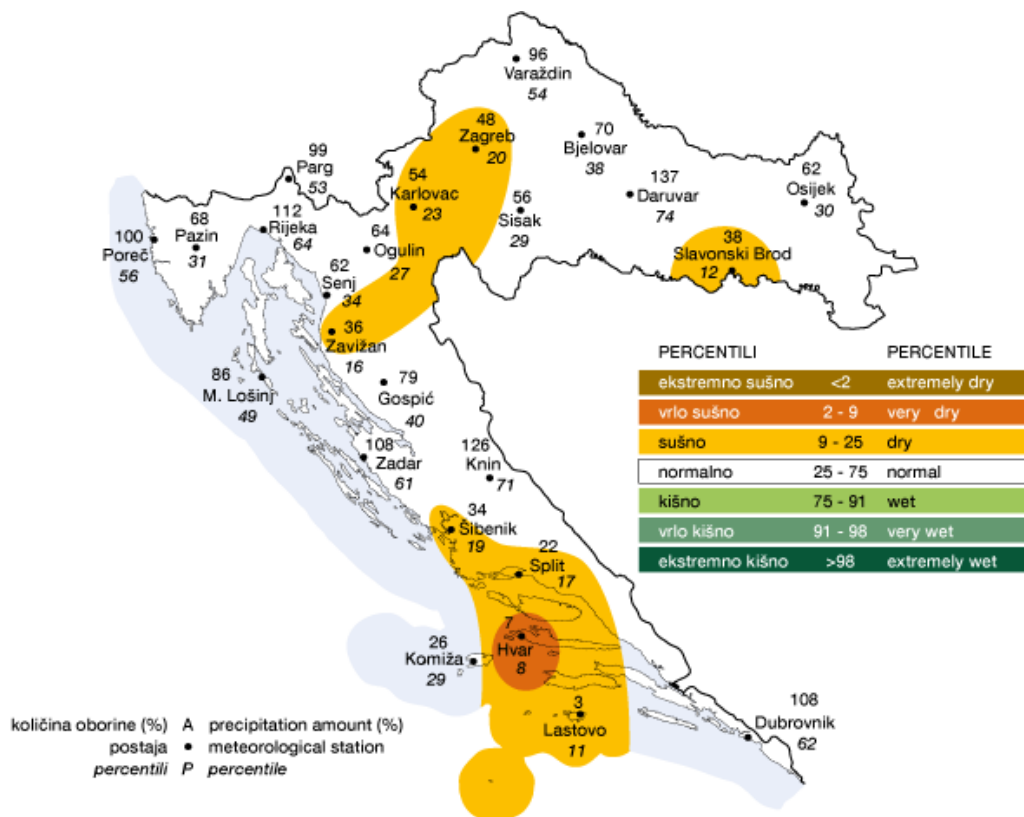 96
Varaždin
54
48
Zagreb
20
70
Bjelovar
38
99
Parg
53
54
Karlovac
23
137
Daruvar
74
62
Osijek
30
56
Sisak
29
112
Rijeka
64
68
Pazin
31
100
Poreč
56
64
Ogulin
27
38
Slavonski Brod
12
62
Senj
34
36
Zavižan
16
86
M. Lošinj
49
79
Gospić
40
108
Zadar
61
126
Knin
71
34
Šibenik
19
22
Split
17
7
Hvar
8
26
Komiža
29
3
Lastovo
11
108
Dubrovnik
62
PERCENTILI PERCENTILE
ekstremno sušno <2 extremely dry
vrlo sušno 2 - 9 very dry
sušno 9 - 25 dry
normalno 25 - 75 normal
kišno 75 - 91 wet
vrlo kišno 91 - 98 very wet
ekstremno kišno >98 extremely wet
količina oborine (%) A precipitation amount (%)
postaja • meteorological station
percentili P percentile